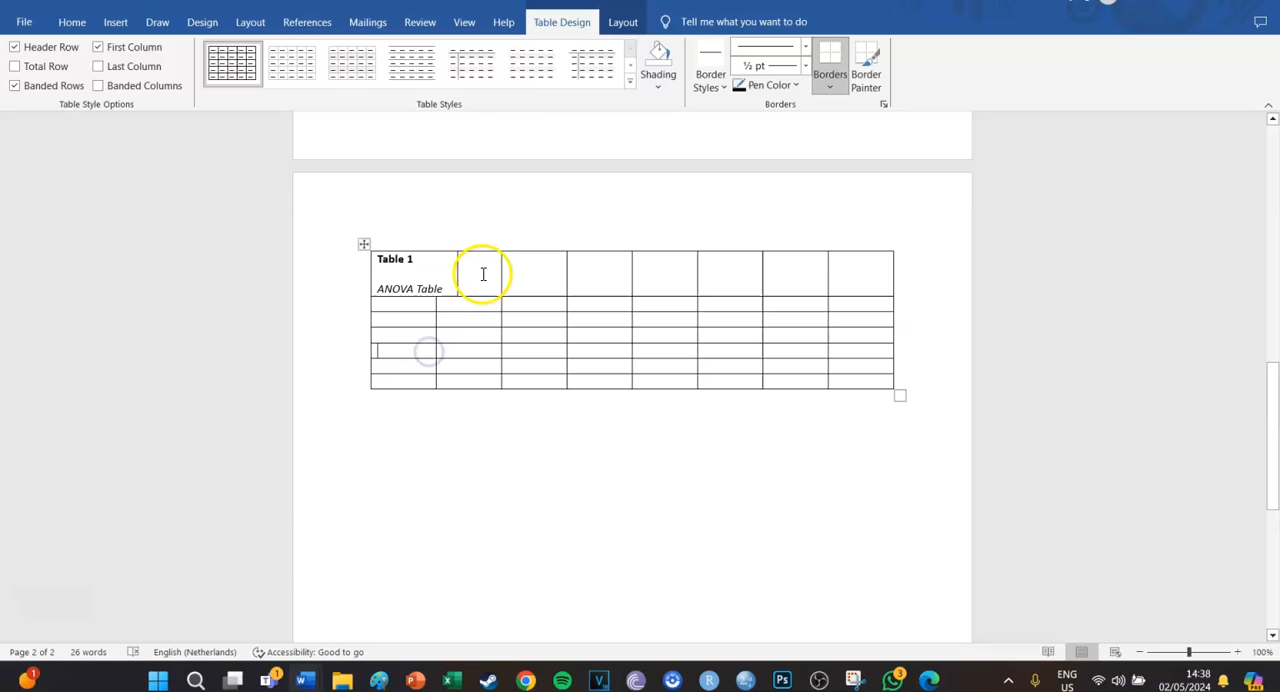 File Home Insert Draw Design Layout References Mailings Review View Help Table Design Layout Tell me what you want to do
Header Row First Column
Total Row Last Column
Banded Rows Banded Columns
Table Style Options
Table Styles
Shading
Border Styles
½ pt
Pen Color
Borders
Border Painter
Borders
Table 1
ANOVA Table
Page 2 of 2 26 words English (Netherlands) Accessibility: Good to go 100%
ENG
US
14:38
02/05/2024